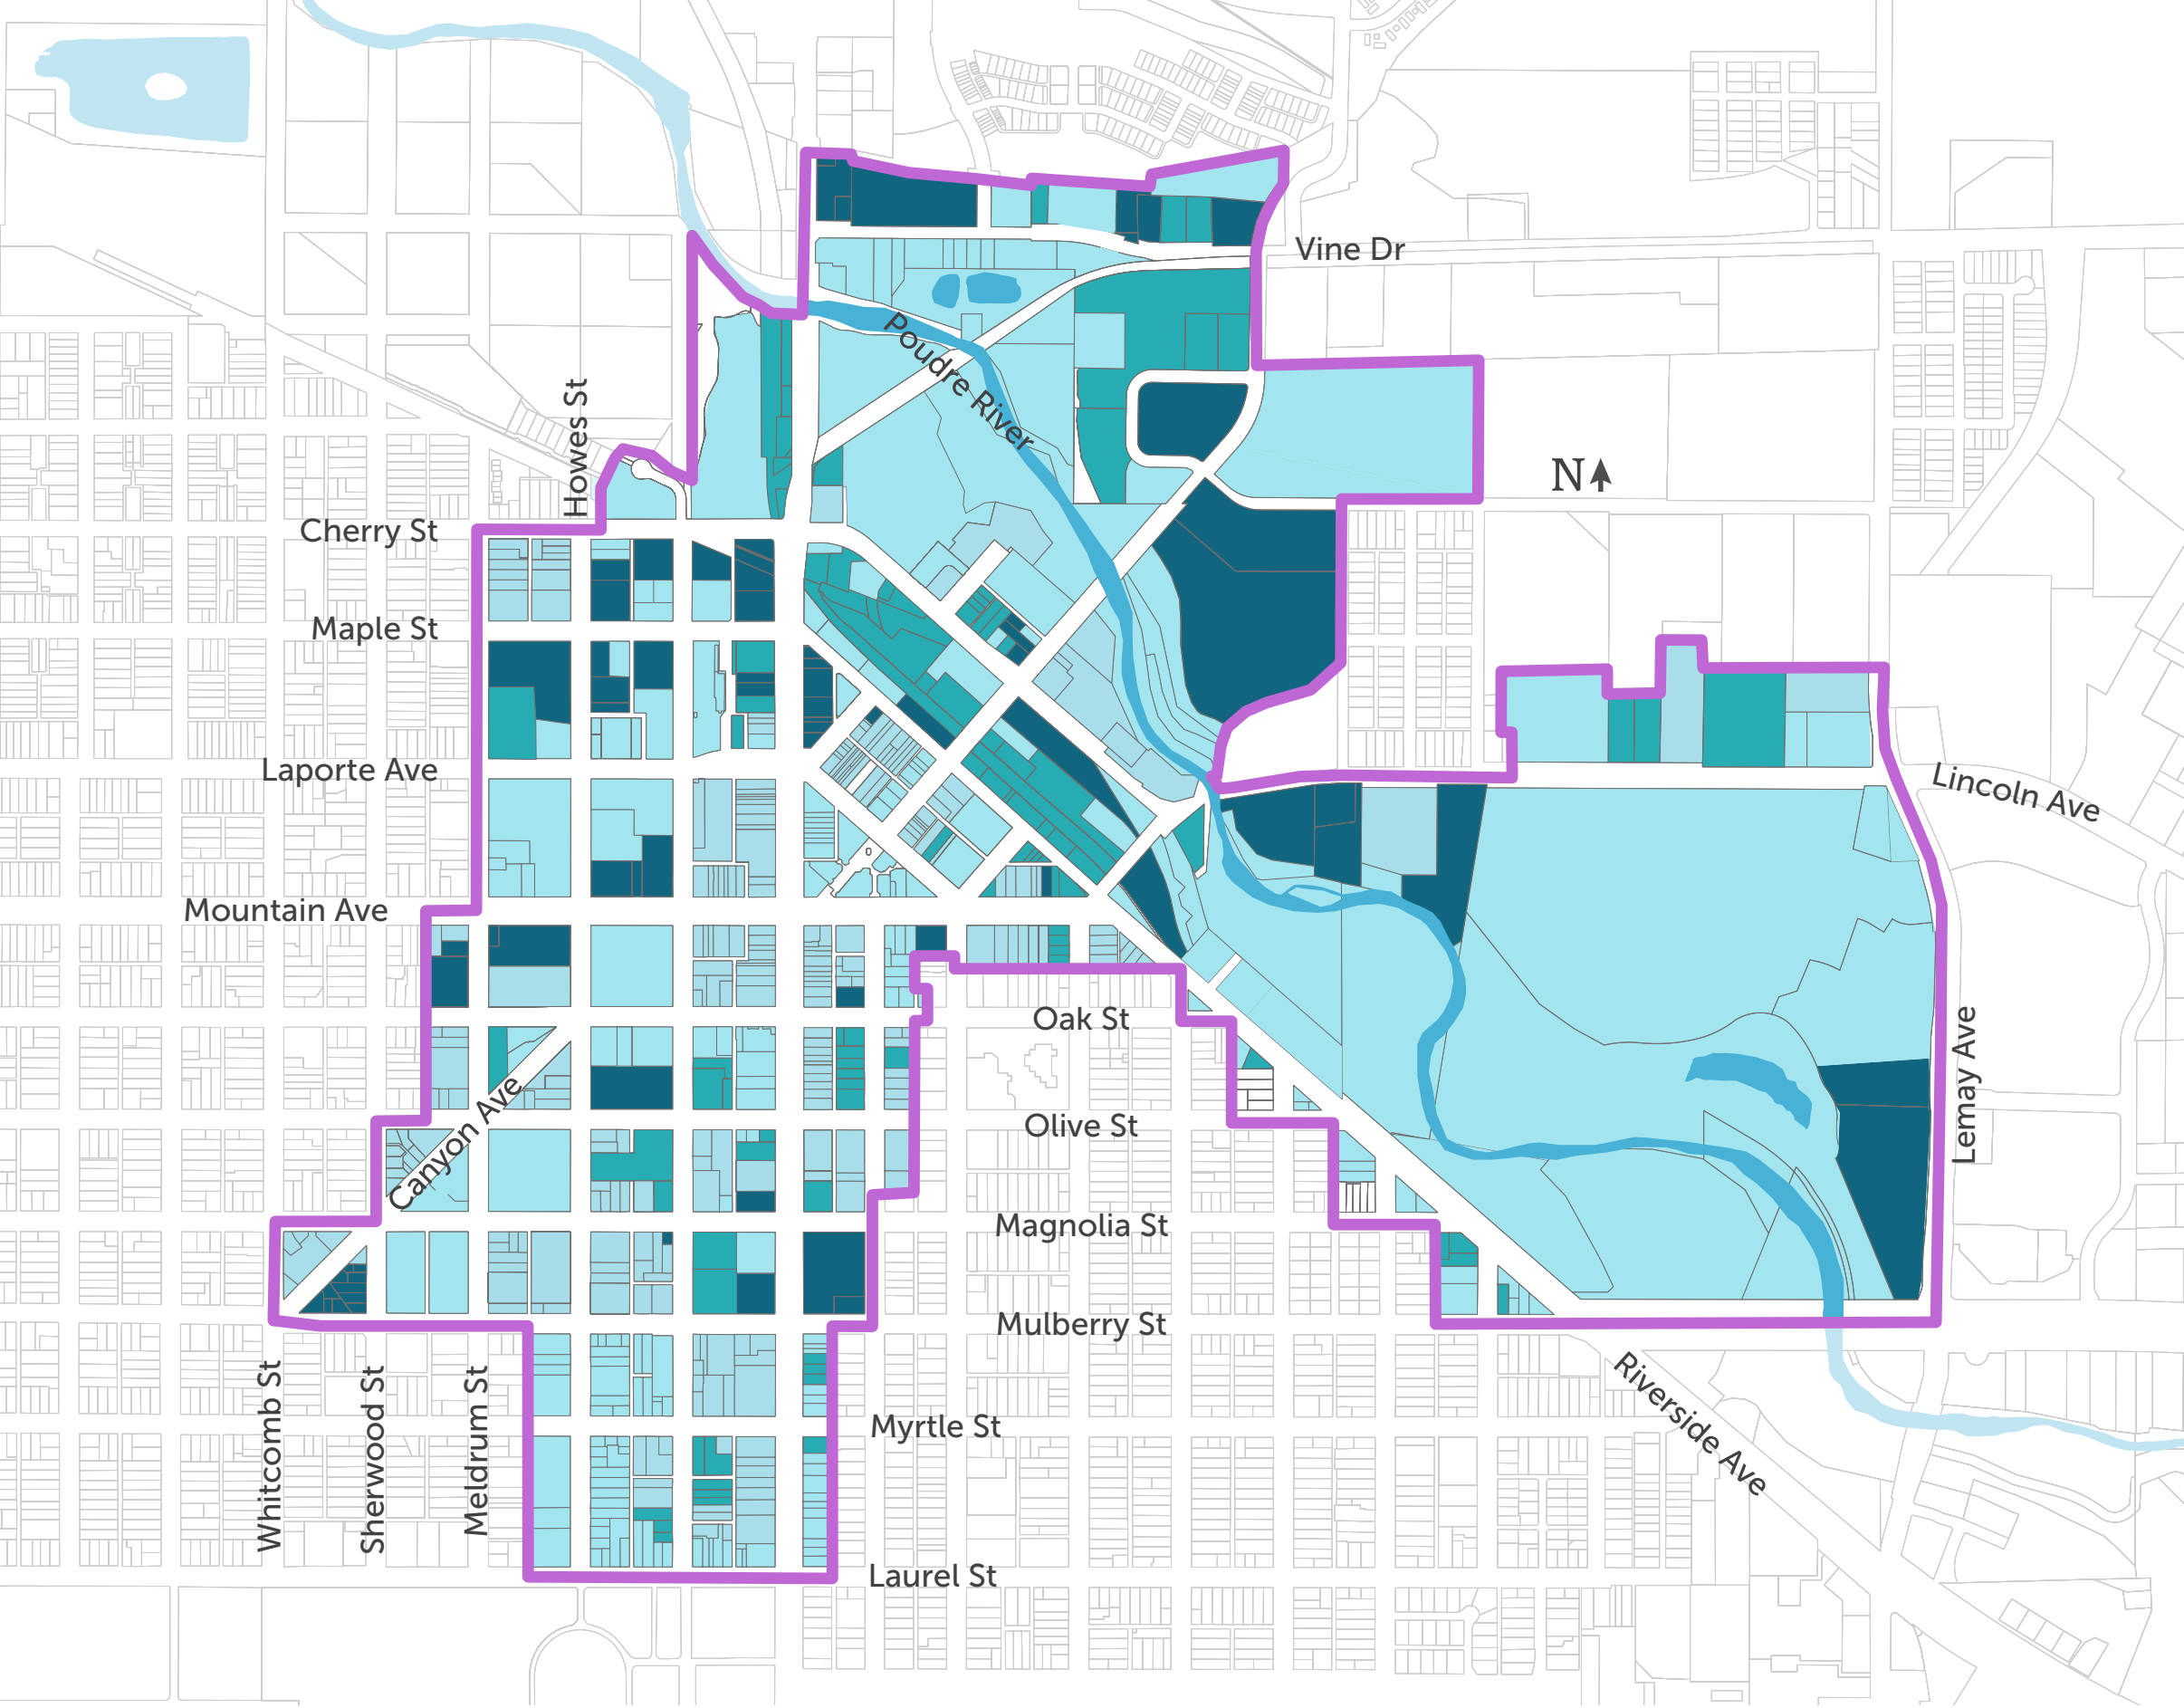 Vine Dr
Poudre River
Howes St
N
Cherry St
Maple St
Laporte Ave
Lincoln Ave
Mountain Ave
Oak St
Lemay Ave
Canyon Ave
Olive St
Magnolia St
Mulberry St
Whitcomb St
Sherwood St
Meldrum St
Riverside Ave
Myrtle St
Laurel St